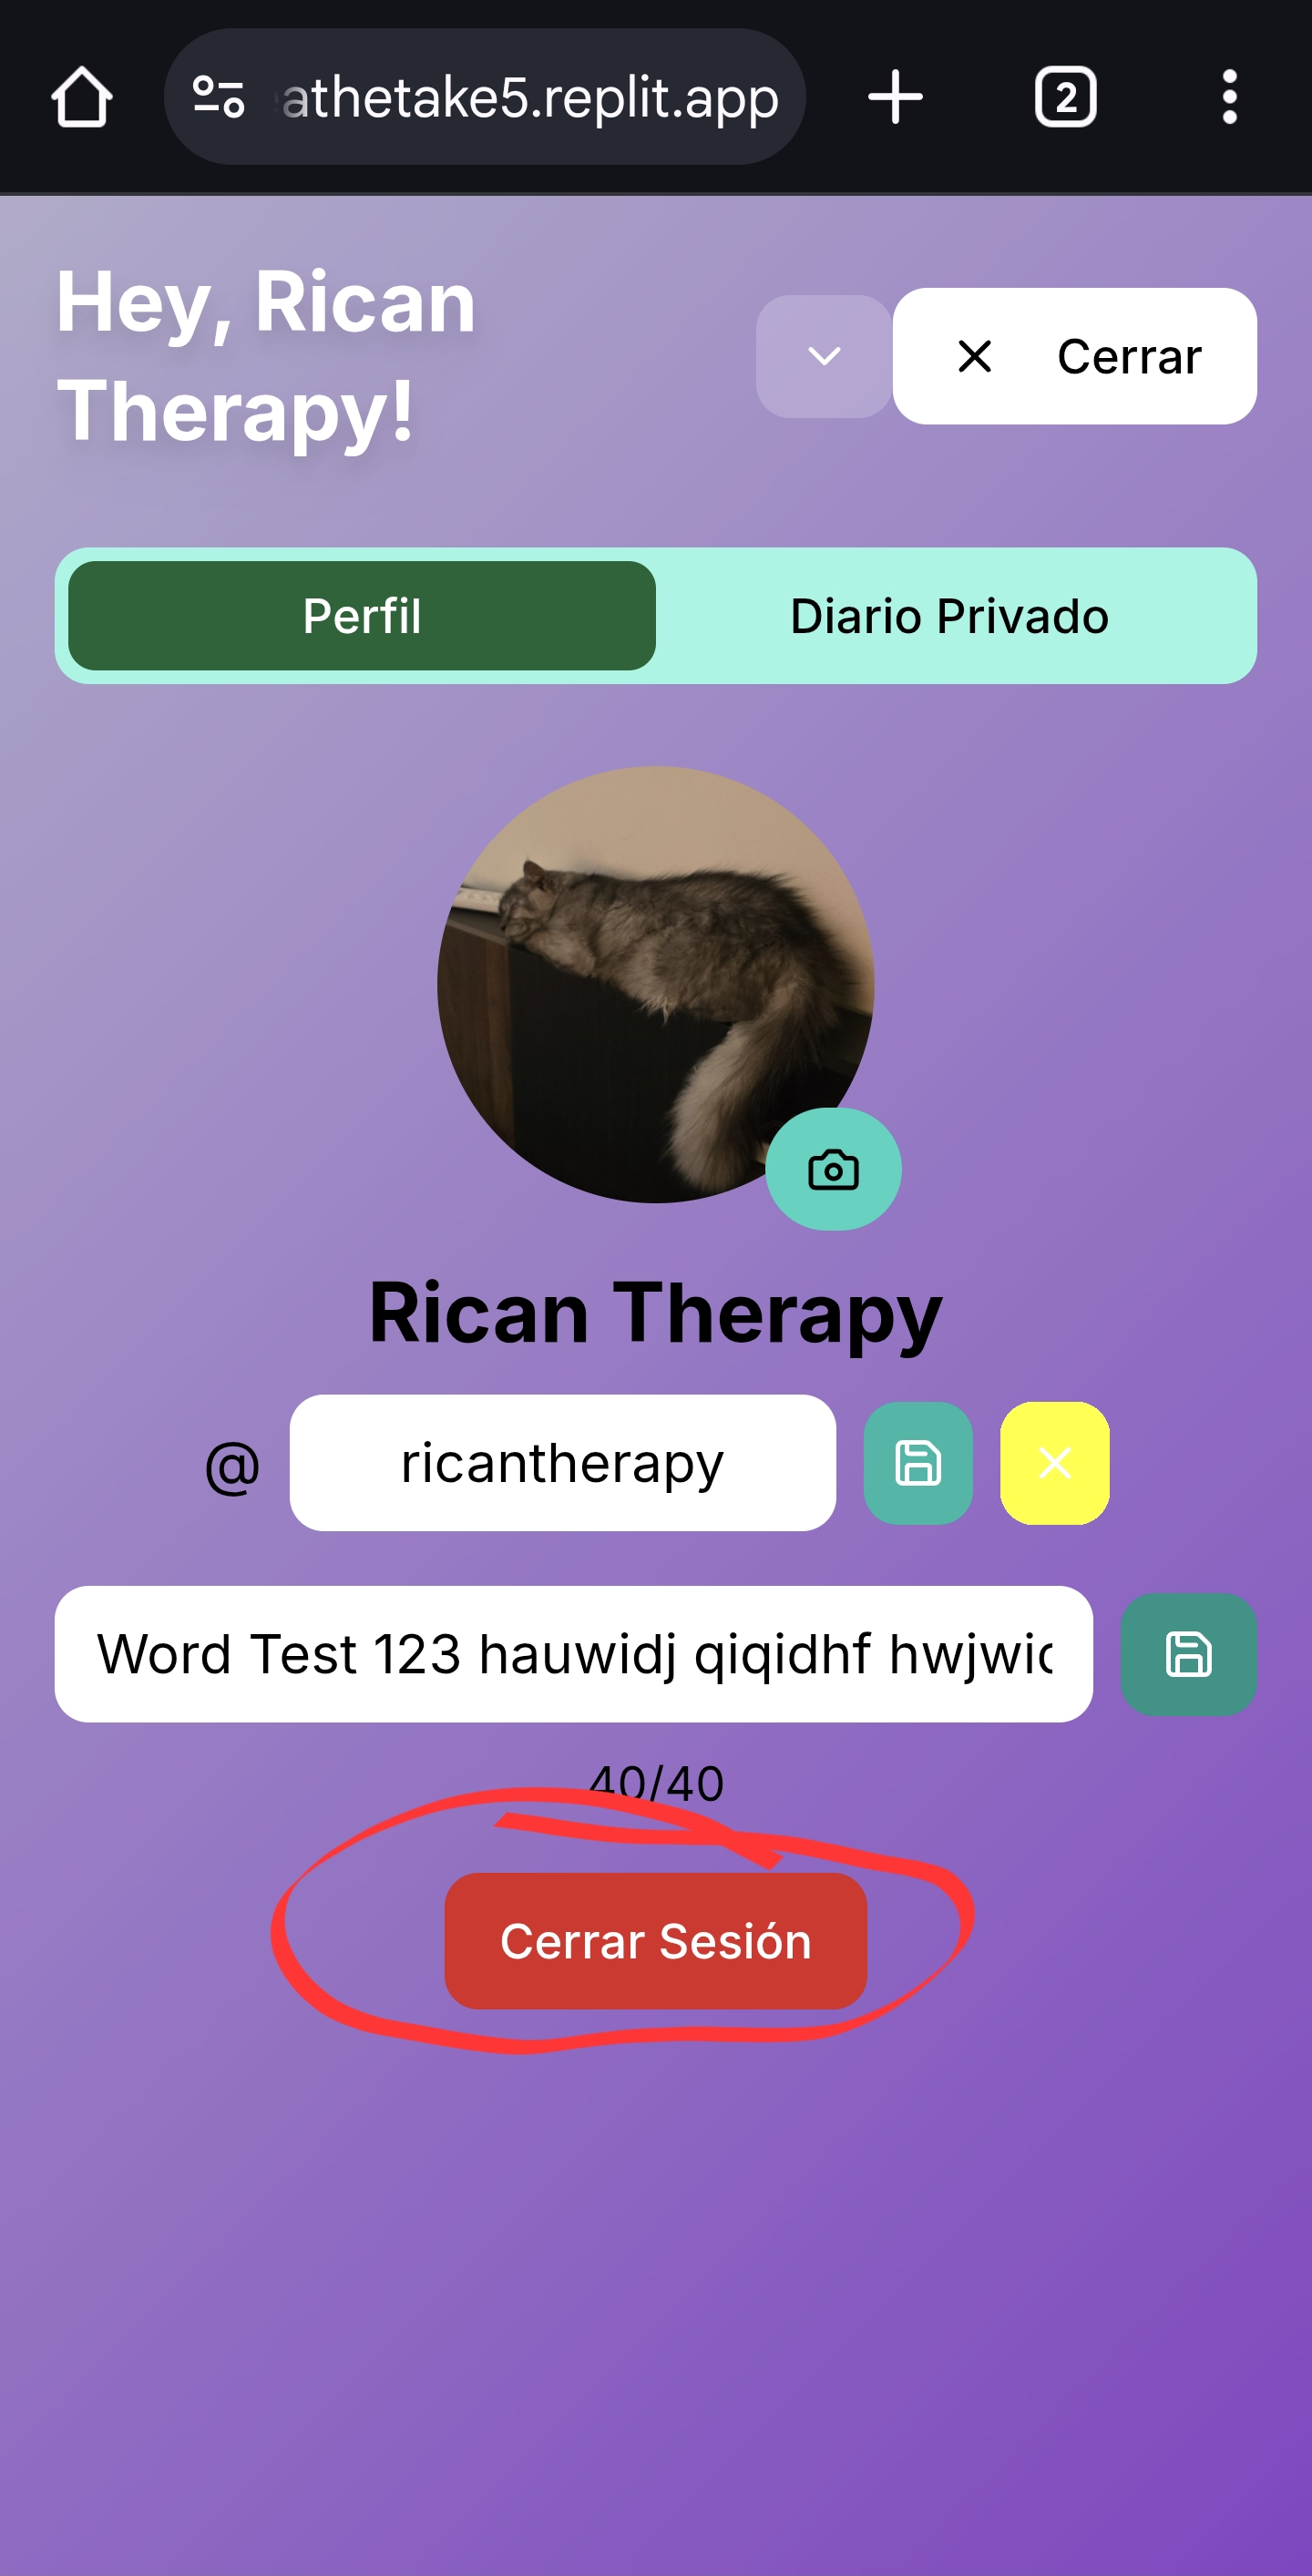 athetake5.replit.app
2
Hey, Rican
Therapy!
Cerrar
Perfil
Diario Privado
Rican Therapy
@
ricantherapy
Word Test 123 hauwidj qiqidhf
40/40
Cerrar Sesión